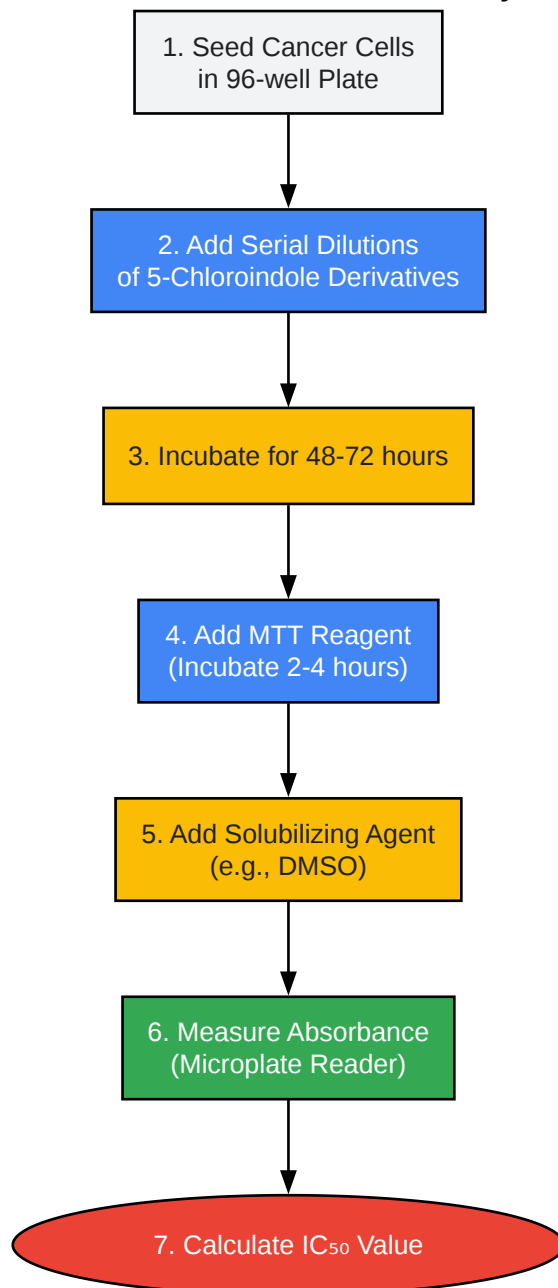 1. Seed Cancer Cells
in 96-well Plate
2. Add Serial Dilutions
of 5-Chloroindole Derivatives
3. Incubate for 48-72 hours
4. Add MTT Reagent
(Incubate 2-4 hours)
5. Add Solubilizing Agent
(e.g., DMSO)
6. Measure Absorbance
(Microplate Reader)
7. Calculate IC₅₀ Value